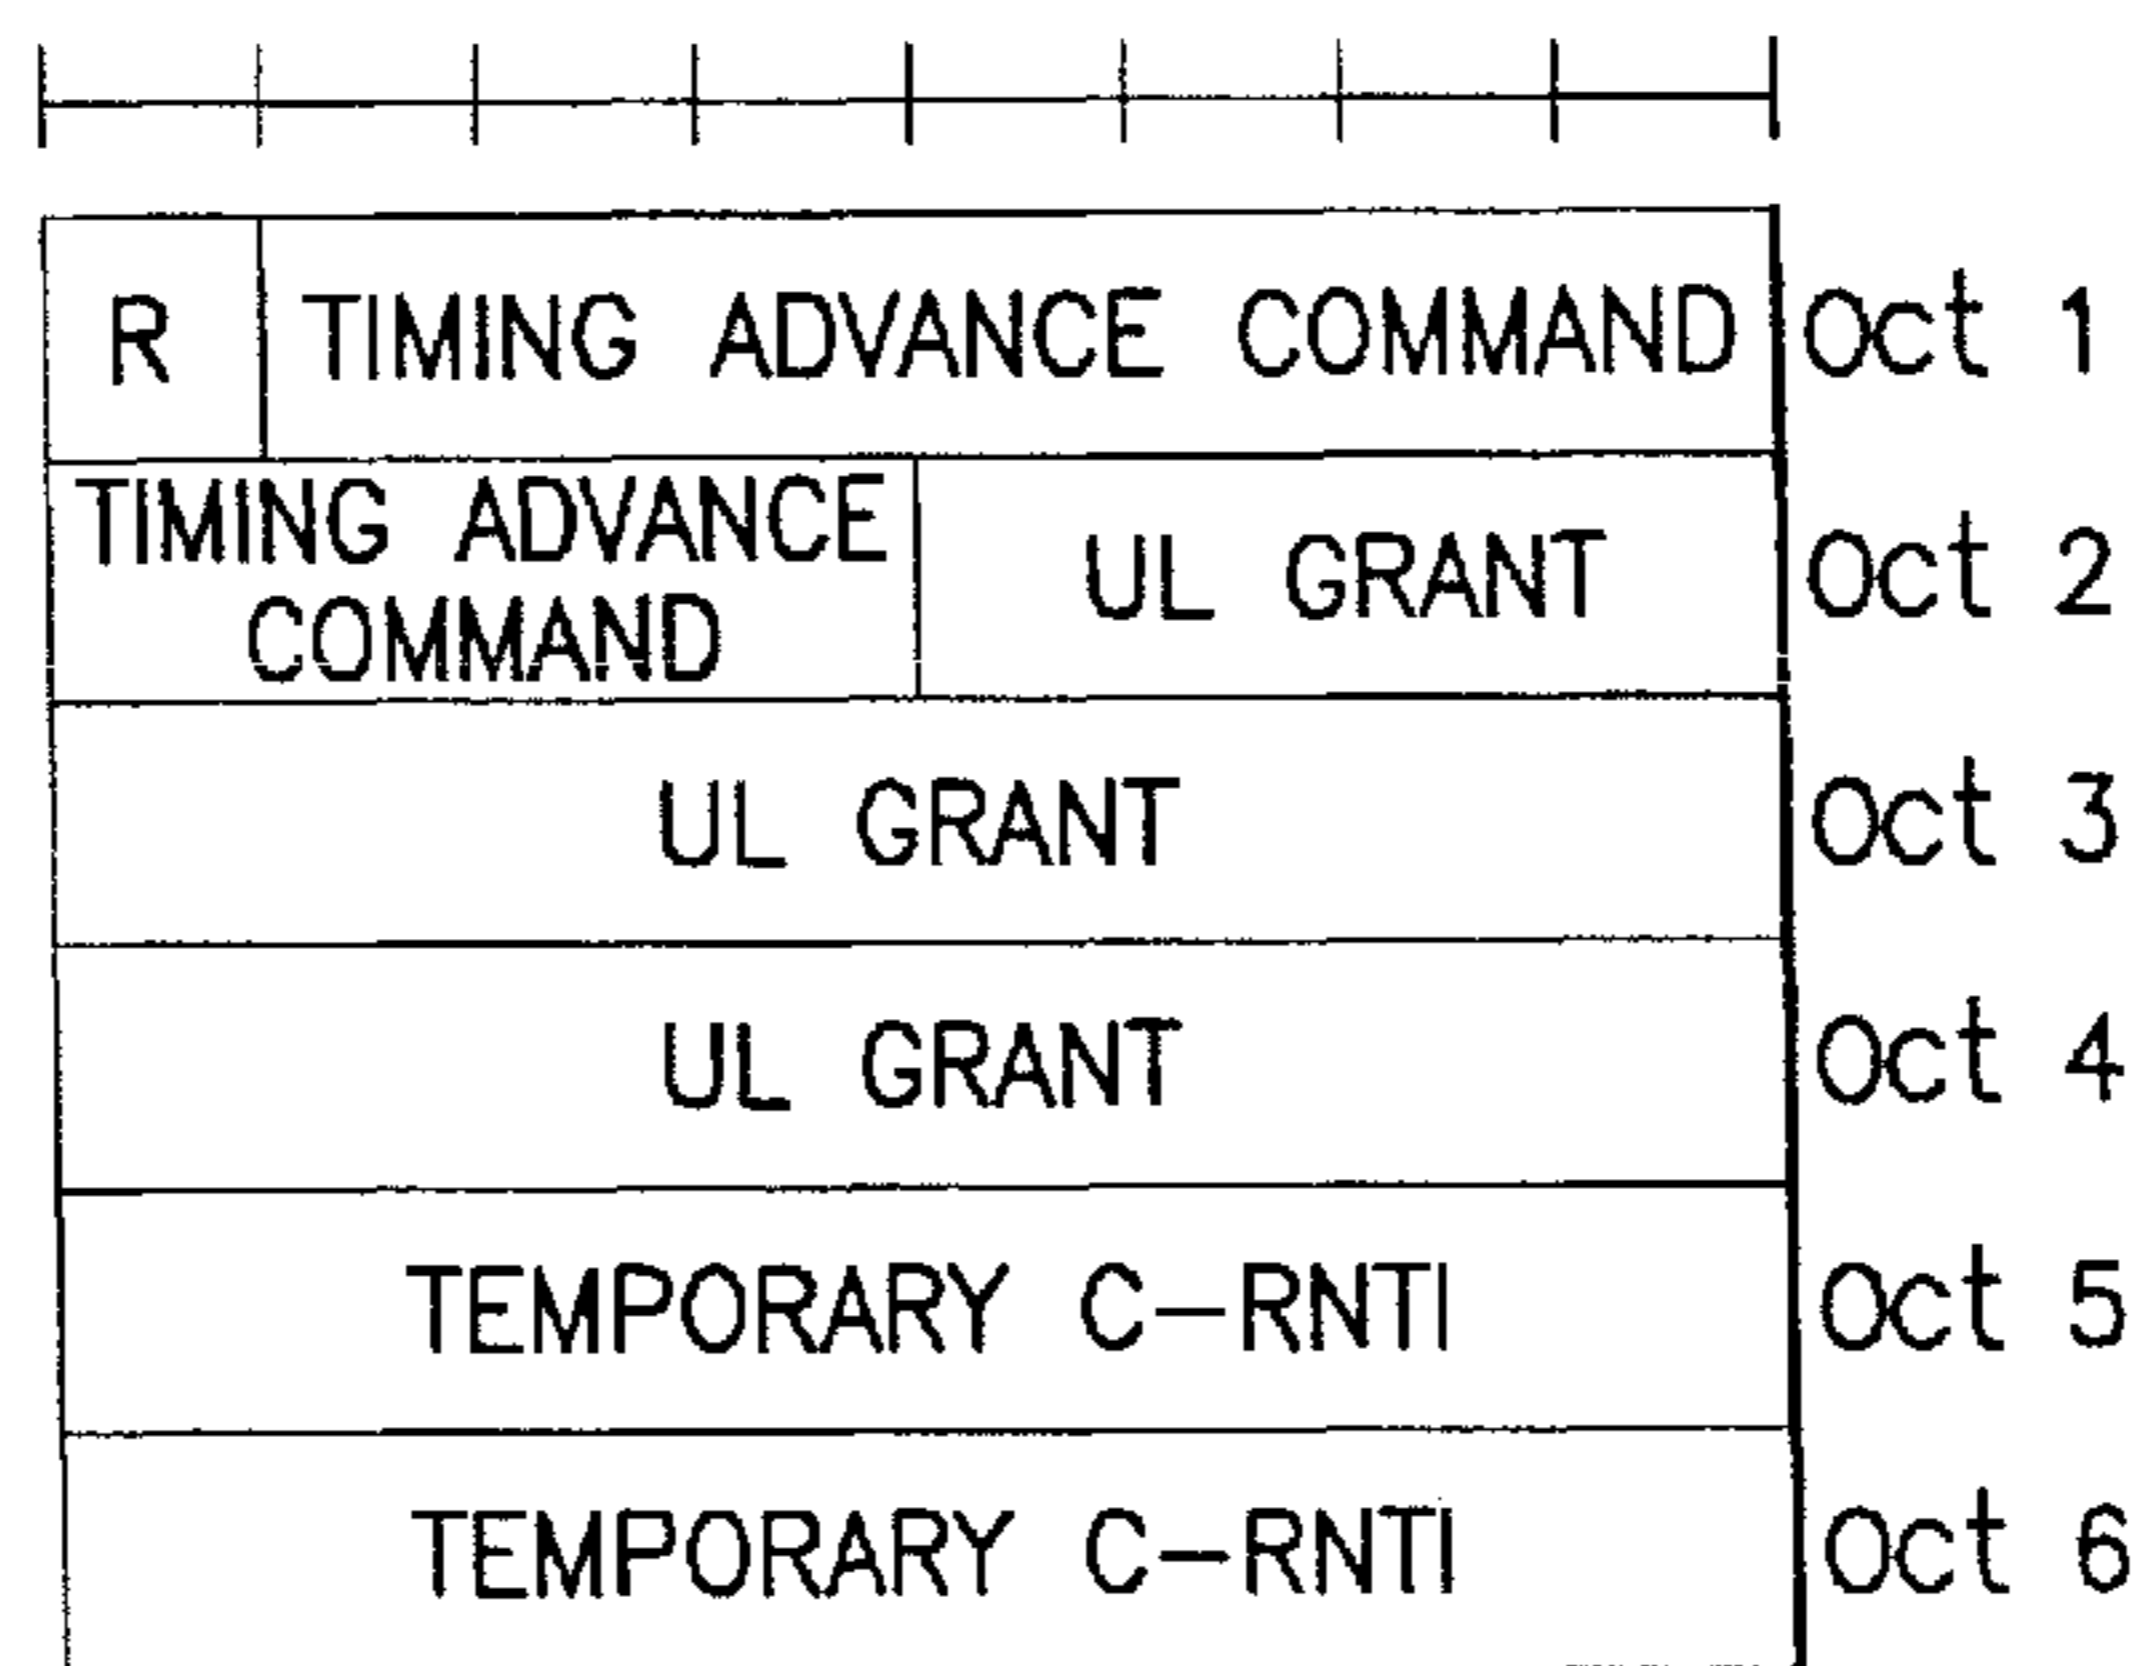 R TIMING ADVANCE COMMAND Oct 1
TIMING ADVANCE
COMMAND
UL GRANT Oct 2
UL GRANT Oct 3
UL GRANT Oct 4
TEMPORARY C-RNTI Oct 5
TEMPORARY C-RNTI Oct 6